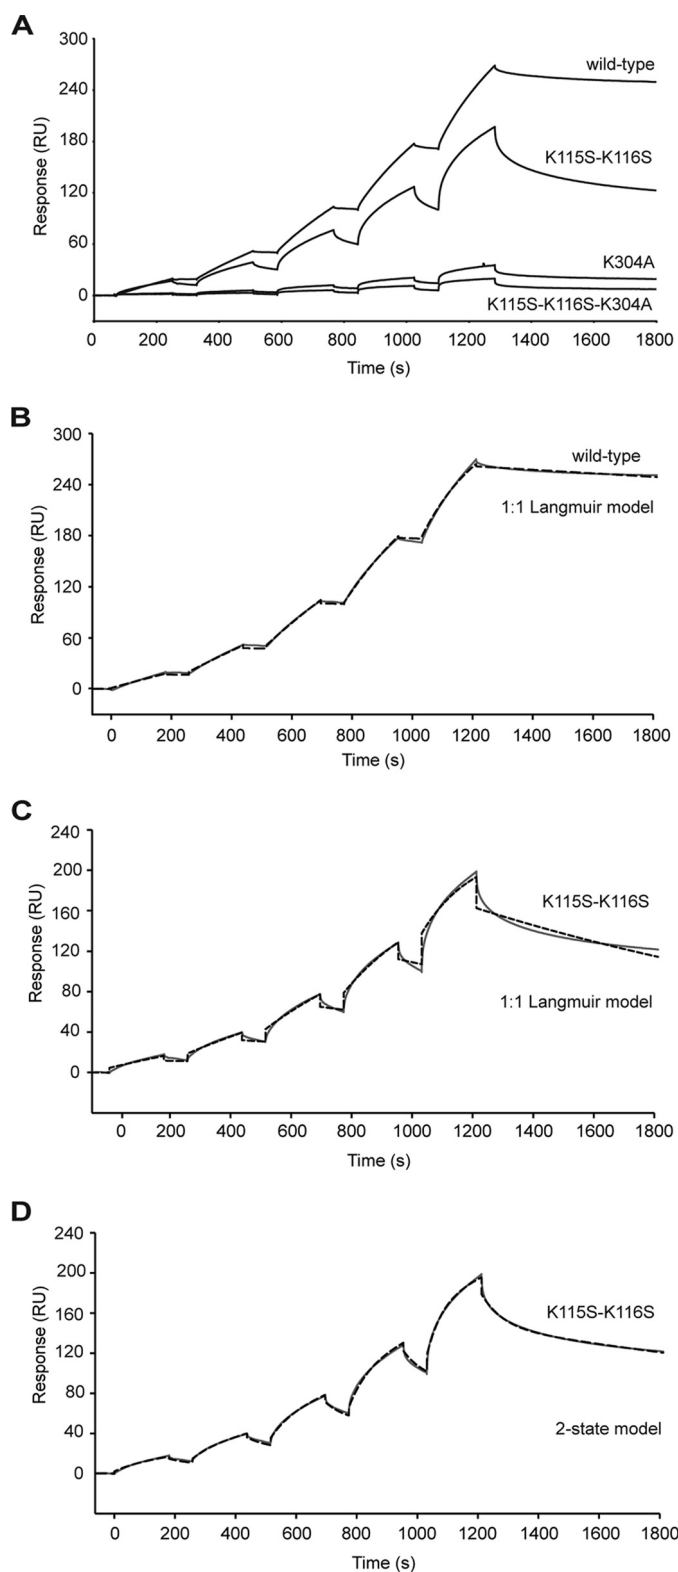 A
300
240
180
120
60
0
Response (RU)
wild-type
K115S-K116S
K304A
K115S-K116S-K304A
0 200 400 600 800 1000 1200 1400 1600 1800
Time (s)
B
300
240
180
120
60
0
Response (RU)
wild-type
1:1 Langmuir model
0 200 400 600 800 1000 1200 1400 1600 1800
Time (s)
C
240
200
160
120
80
40
0
Response (RU)
K115S-K116S
1:1 Langmuir model
0 200 400 600 800 1000 1200 1400 1600 1800
Time (s)
D
240
200
160
120
80
40
0
Response (RU)
K115S-K116S
2-state model
0 200 400 600 800 1000 1200 1400 1600 1800
Time (s)